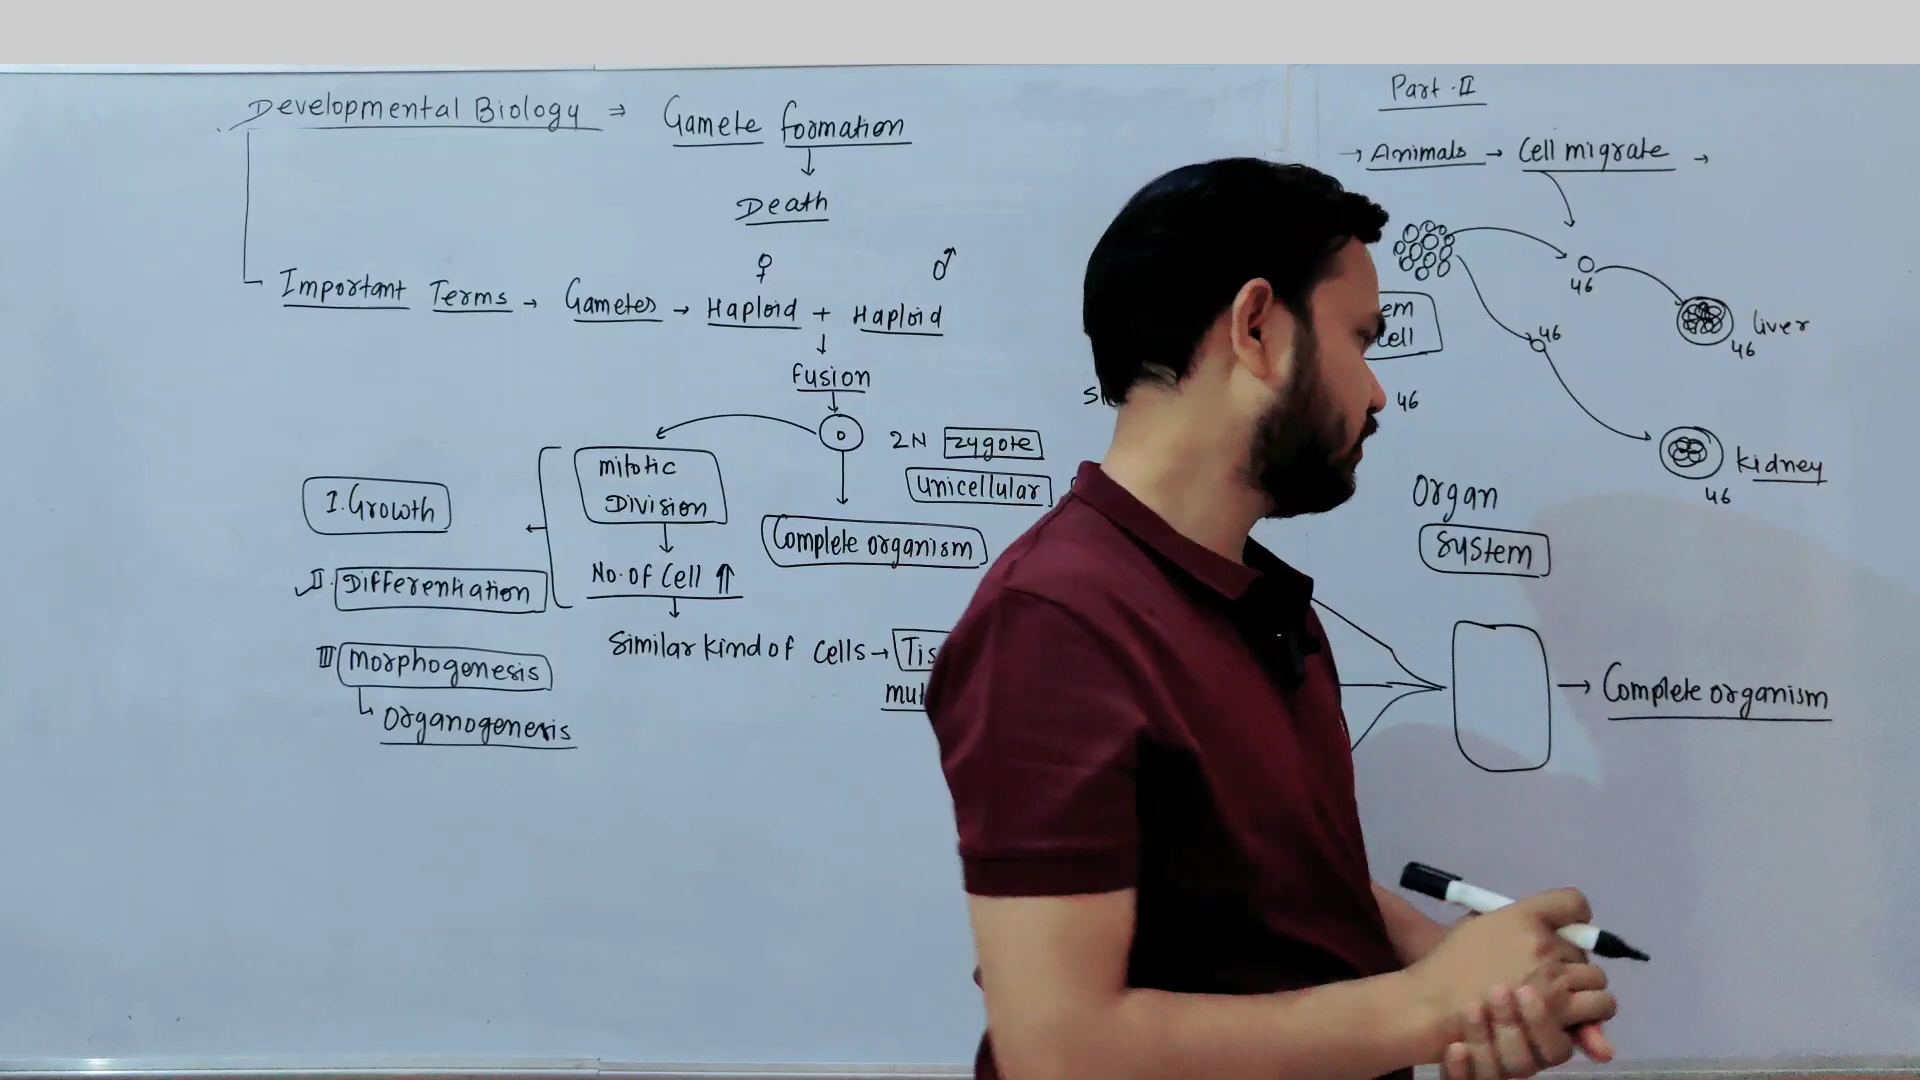 Developmental Biology ⇒ Gamete formation
↓
Death
♀ ♂
Important Terms → Gametes → Haploid + Haploid
↓
fusion
↓
2N zygote
unicellular
mitotic
Division
Complete organism
I. Growth
II. Differentiation
No. of Cell ⇑
↓
Similar kind of cells →
III morphogenesis
Organogenesis
Part - II
→ Animals → Cell migrate →
46
liver
46
46
46
kidney
46
Organ
System
→ Complete organism